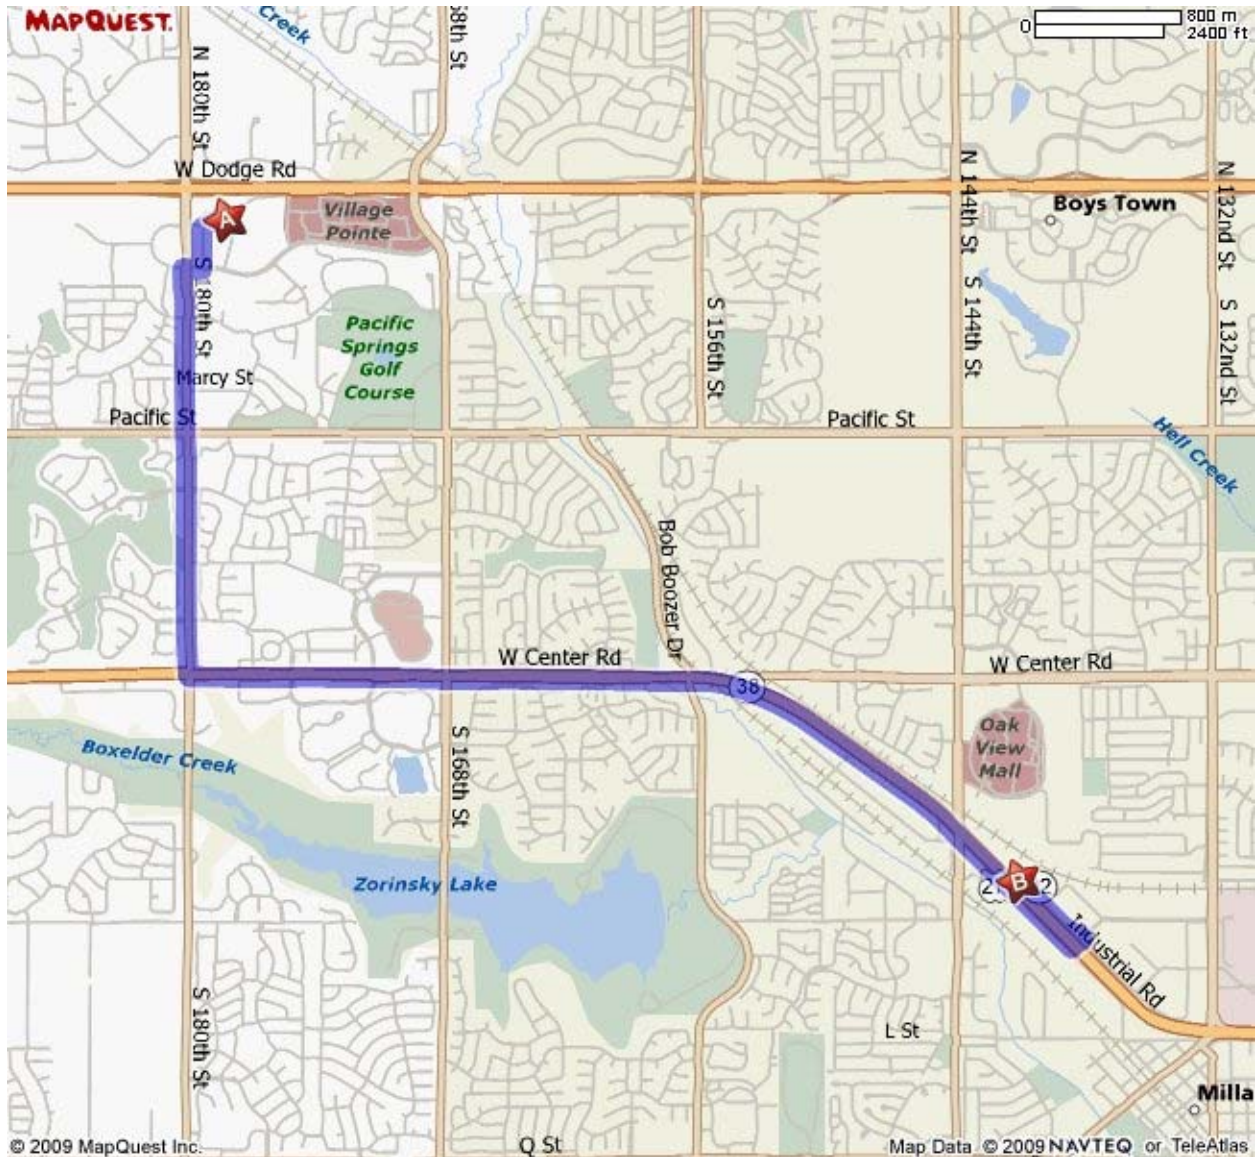 MAPQUEST.
Creek
68th St
0
800 m
2400 ft
N 180th St
W Dodge Rd
A
Village
Pointe
N 144th St
Boys Town
N 132nd St
S 180th St
Pacific
Springs
Golf
Course
S 156th St
S 144th St
S 132nd St
Marcy St
Pacific St
Pacific St
Hell Creek
Bob Boozer Dr
W Center Rd
W Center Rd
38
Boxelder Creek
S 168th St
Oak
View
Mall
Zorinsky Lake
2
B
2
Industrial Rd
S 180th St
L St
Milla
© 2009 MapQuest Inc.
Q St
Map Data © 2009 NAVTEQ or TeleAtlas